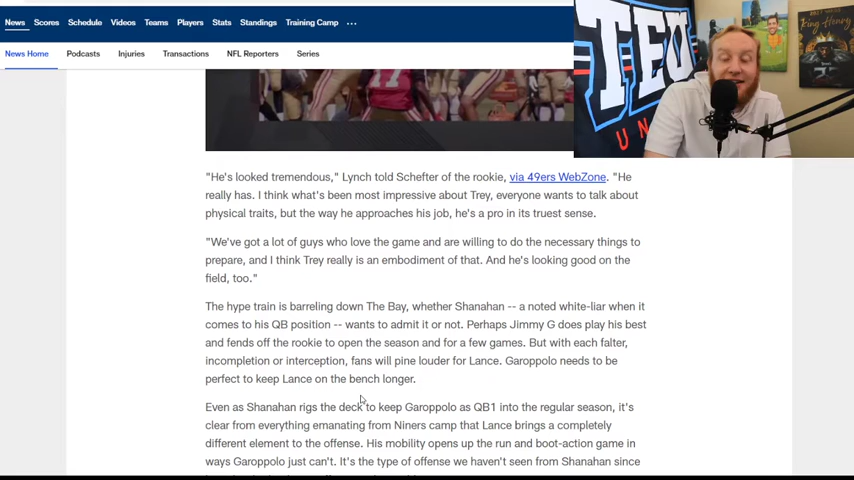 News Scores Schedule Videos Teams Players Stats Standings Training Camp ...
News Home Podcasts Injuries Transactions NFL Reporters Series
TEU
UN
King Henry
17
"He's looked tremendous," Lynch told Schefter of the rookie, via 49ers WebZone. "He
really has. I think what's been most impressive about Trey, everyone wants to talk about
physical traits, but the way he approaches his job, he's a pro in its truest sense.
"We've got a lot of guys who love the game and are willing to do the necessary things to
prepare, and I think Trey really is an embodiment of that. And he's looking good on the
field, too."
The hype train is barreling down The Bay, whether Shanahan -- a noted white-liar when it
comes to his QB position -- wants to admit it or not. Perhaps Jimmy G does play his best
and fends off the rookie to open the season and for a few games. But with each falter,
incompletion or interception, fans will pine louder for Lance. Garoppolo needs to be
perfect to keep Lance on the bench longer.
Even as Shanahan rigs the deck to keep Garoppolo as QB1 into the regular season, it's
clear from everything emanating from Niners camp that Lance brings a completely
different element to the offense. His mobility opens up the run and boot-action game in
ways Garoppolo just can't. It's the type of offense we haven't seen from Shanahan since